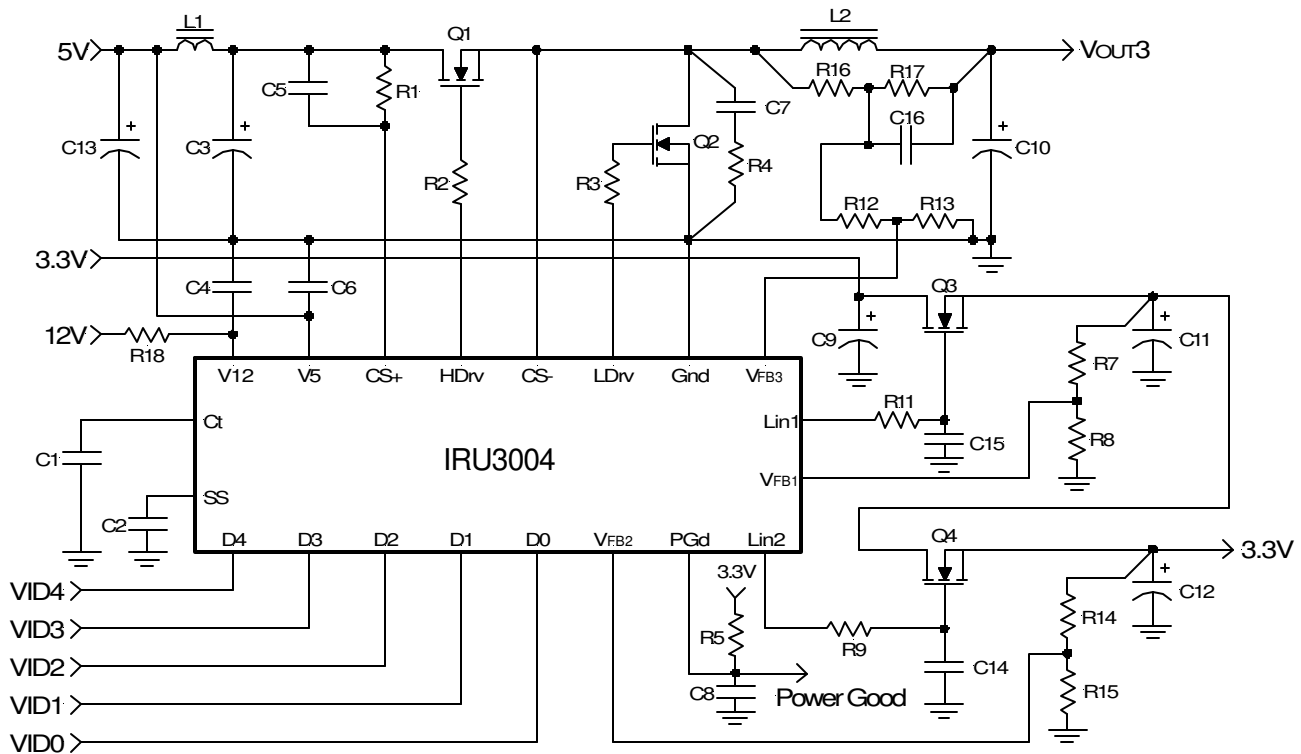 L1
L2
Q1
5V
VOUT3
R16
R17
C5
R1
C7
C16
C13
C3
Q2
C10
R2
R3
R4
R12
R13
3.3V
C4
C6
Q3
12V
R18
C9
C11
R7
V12
V5
CS+
HDrv
CS-
LDrv
Gnd
VFB3
R11
Ct
Lin1
C15
R8
C1
IRU3004
VFB1
SS
C2
D4
D3
D2
D1
D0
VFB2
PGd
Lin2
Q4
3.3V
3.3V
VID4
C12
R14
VID3
R5
R9
VID2
C14
C8
R15
VID1
Power Good
VID0